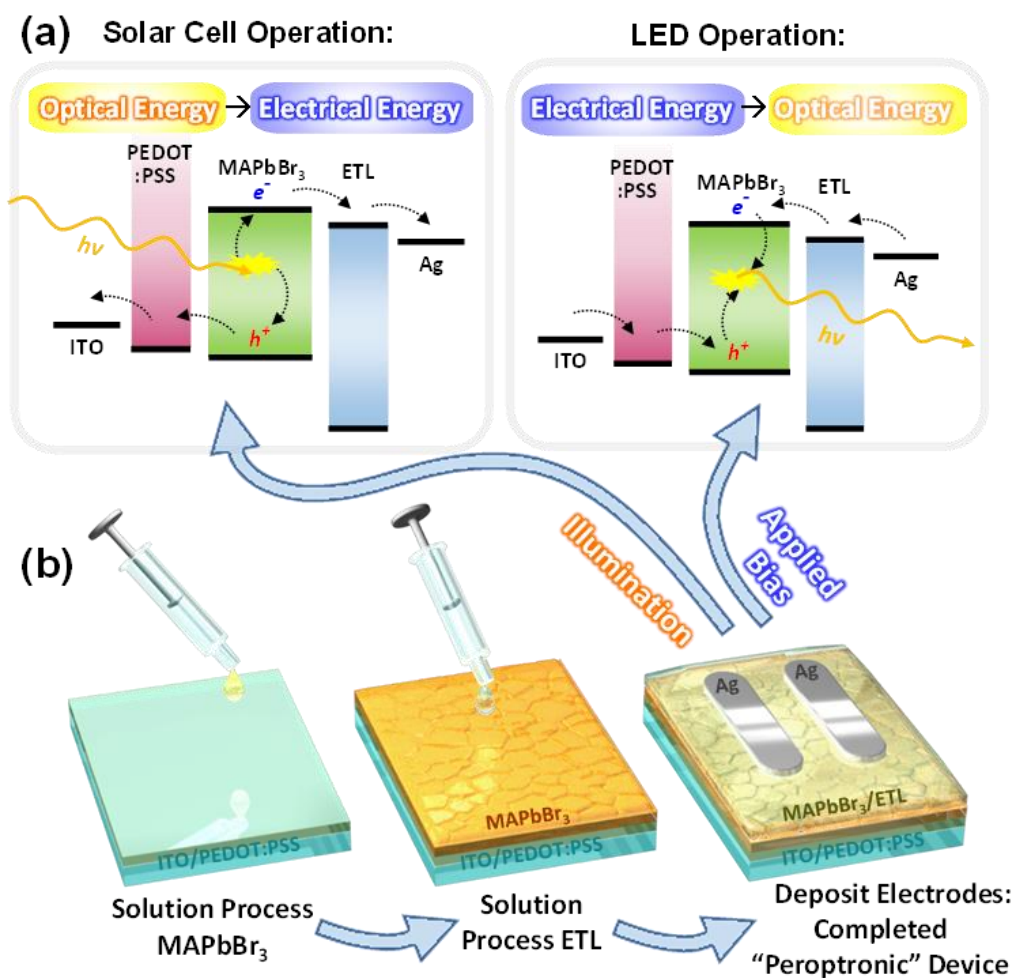 (a) Solar Cell Operation:
LED Operation:
Optical Energy → Electrical Energy
Electrical Energy → Optical Energy
PEDOT
:PSS
MAPbBr₃
e⁻
ETL
hν
Ag
ITO
h⁺
PEDOT
:PSS
MAPbBr₃
e⁻
ETL
Ag
hν
ITO
h⁺
Illumination
Applied
Bias
(b)
Ag
Ag
MAPbBr₃
MAPbBr₃/ETL
ITO/PEDOT:PSS
ITO/PEDOT:PSS
ITO/PEDOT:PSS
Solution Process
MAPbBr₃
Solution
Process ETL
Deposit Electrodes:
Completed
“Peroptronic” Device